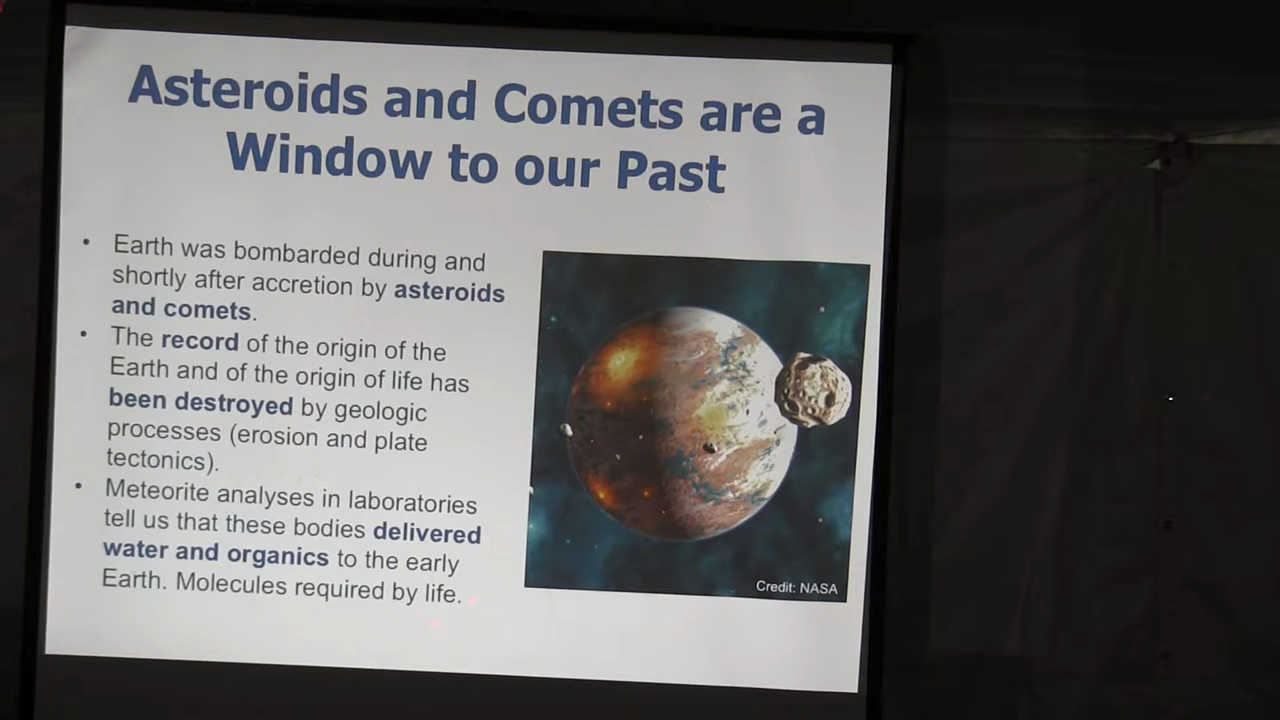 Asteroids and Comets are a
Window to our Past
• Earth was bombarded during and
shortly after accretion by asteroids
and comets.
• The record of the origin of the
Earth and of the origin of life has
been destroyed by geologic
processes (erosion and plate
tectonics).
• Meteorite analyses in laboratories
tell us that these bodies delivered
water and organics to the early
Earth. Molecules required by life.
Credit: NASA